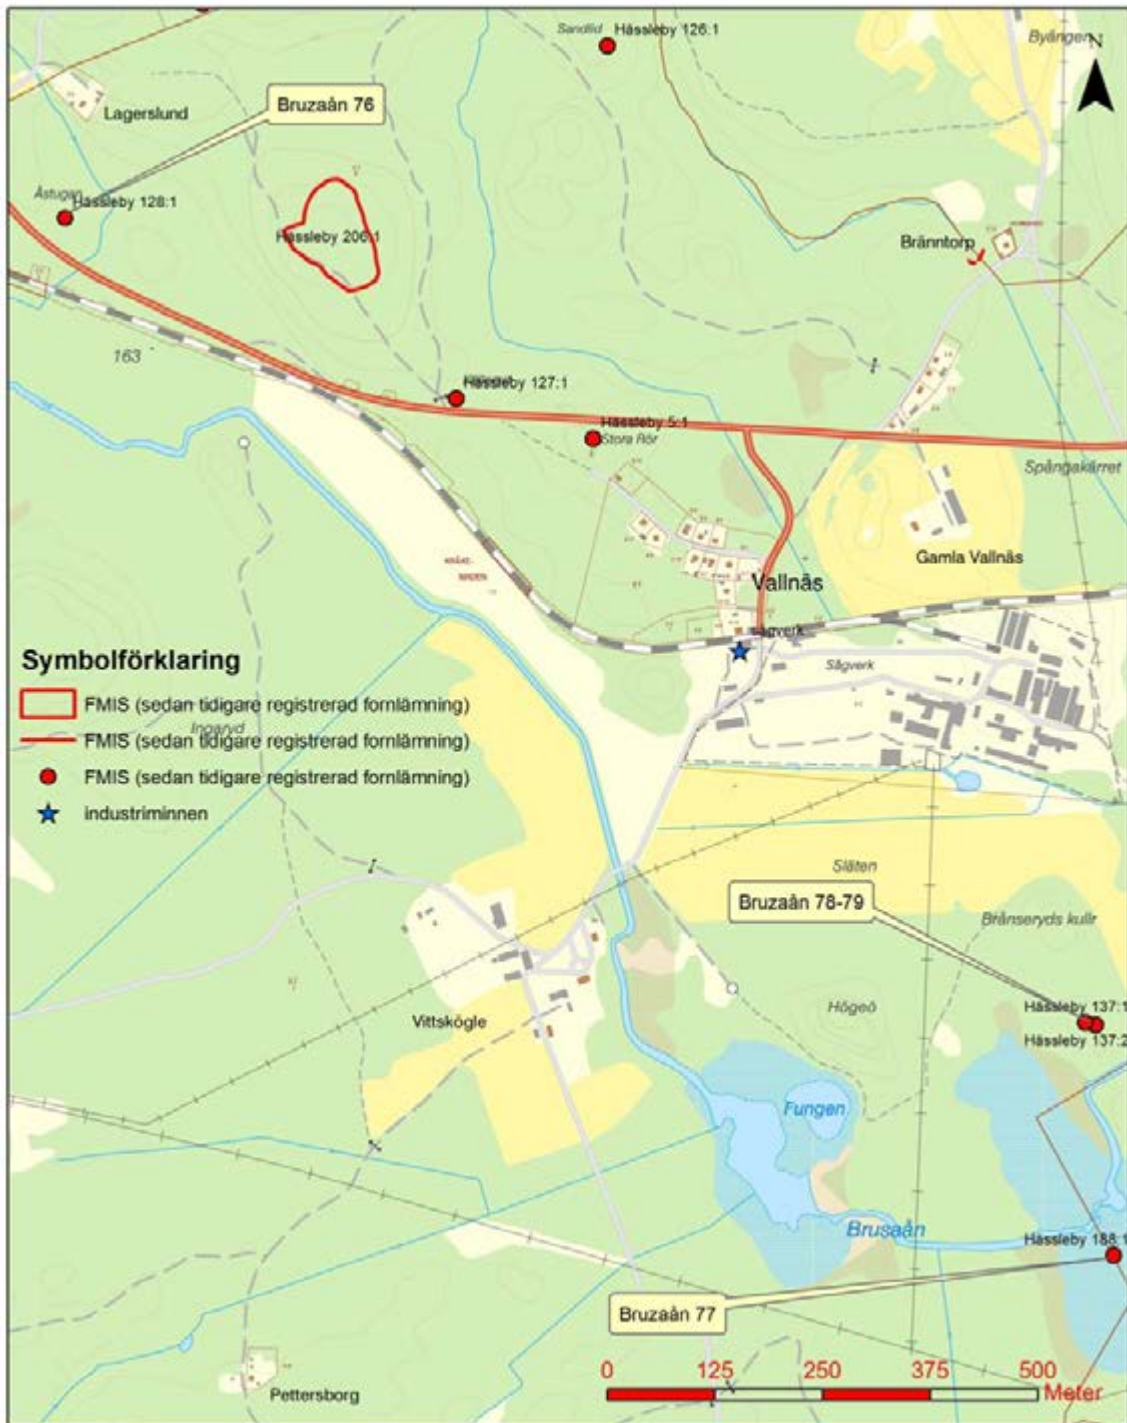 Sandlid
Hässleby 126:1
Byängen
N
Lagerslund
Bruzaån 76
Åstugan
Hässleby 128:1
Hässleby 206:1
Bränntorp
163
Hässleby 127:1
Hässleby 5:1
Stora Rör
Spångakärret
Gamla Vallnäs
Vallnäs
Sågverk
Sågverk
Symbolförklaring
FMIS (sedan tidigare registrerad fornlämning)
Ingaryd
FMIS (sedan tidigare registrerad fornlämning)
FMIS (sedan tidigare registrerad fornlämning)
industriminnen
Släten
Bruzaån 78-79
Brånseryds kullr
Högeö
Hässleby 137:1
Hässleby 137:2
Vittskögle
Fungen
Brusaån
Hässleby 188:1
Bruzaån 77
0 125 250 375 500
Meter
Pettersborg